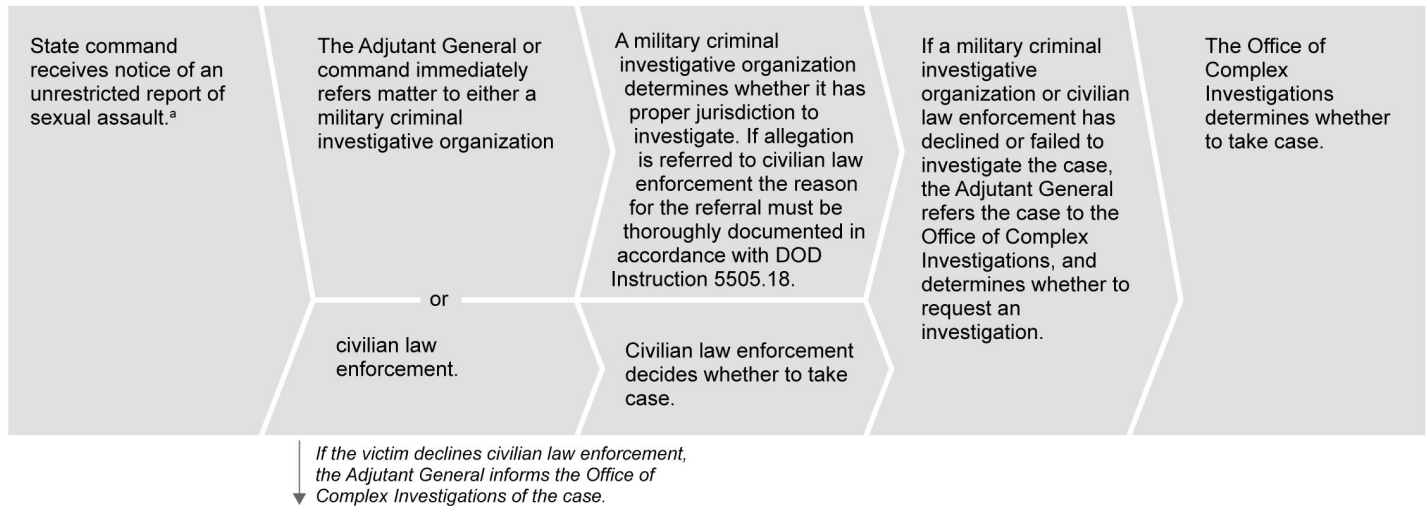 State command
receives notice of an
unrestricted report of
sexual assault.ª
The Adjutant General or
command immediately
refers matter to either a
military criminal
investigative organization
or
civilian law
enforcement.
If the victim declines civilian law enforcement,
the Adjutant General informs the Office of
Complex Investigations of the case.
A military criminal
investigative organization
determines whether it has
proper jurisdiction to
investigate. If allegation
is referred to civilian law
enforcement the reason
for the referral must be
thoroughly documented in
accordance with DOD
Instruction 5505.18.
Civilian law enforcement
decides whether to take
case.
If a military criminal
investigative
organization or civilian
law enforcement has
declined or failed to
investigate the case,
the Adjutant General
refers the case to the
Office of Complex
Investigations, and
determines whether to
request an
investigation.
The Office of
Complex
Investigations
determines whether
to take case.